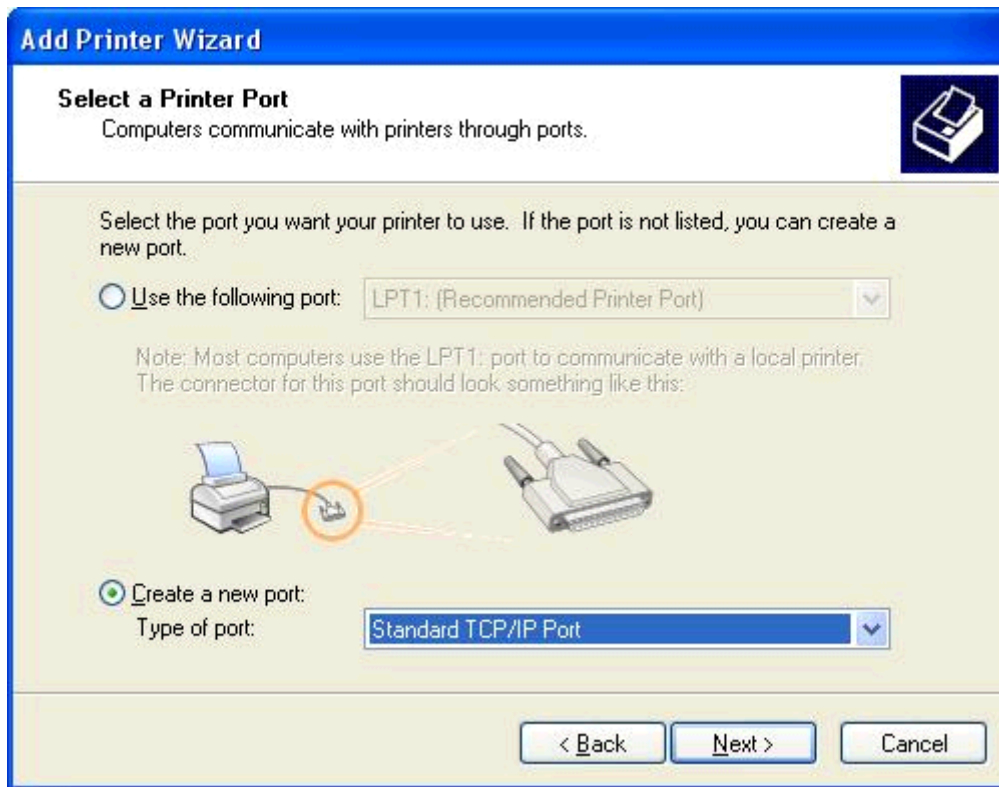 Add Printer Wizard
Select a Printer Port
Computers communicate with printers through ports.
Select the port you want your printer to use.  If the port is not listed, you can create a
new port.
Use the following port:
LPT1: (Recommended Printer Port)
Note: Most computers use the LPT1: port to communicate with a local printer.
The connector for this port should look something like this:
Create a new port:
Type of port:
Standard TCP/IP Port
< Back
Next >
Cancel